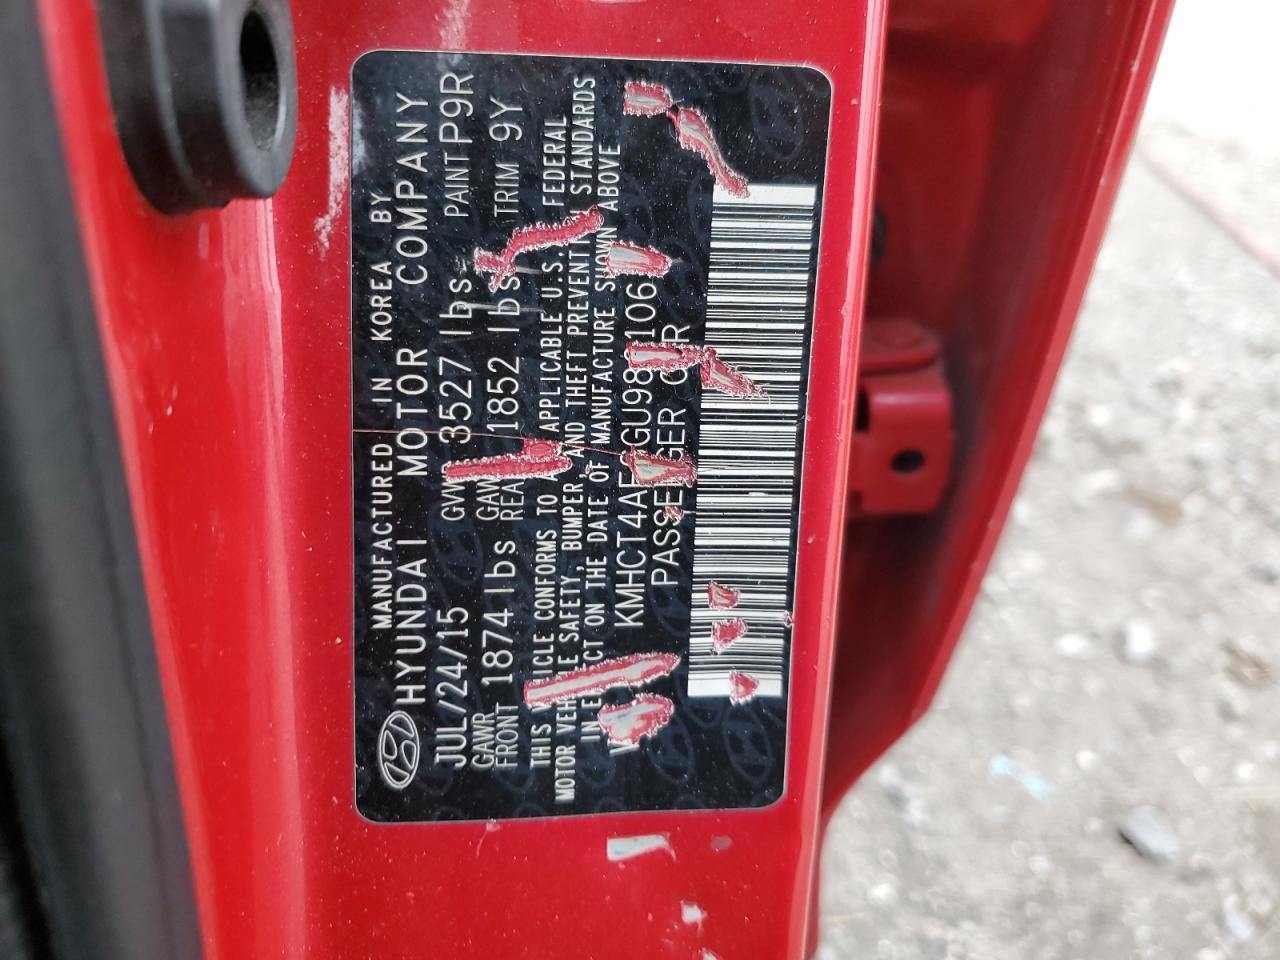 MANUFACTURED IN KOREA BY
HYUNDAI MOTOR COMPANY
JUL/24/15 GVWR 3527 lbs PAINT P9R
GAWR GAWR
FRONT 1874 lbs REAR 1852 lbs TRIM 9Y
THIS VEHICLE CONFORMS TO ALL APPLICABLE U.S. FEDERAL
MOTOR VEHICLE SAFETY, BUMPER, AND THEFT PREVENTION STANDARDS
IN EFFECT ON THE DATE OF MANUFACTURE SHOWN ABOVE.
PASSENGER CAR